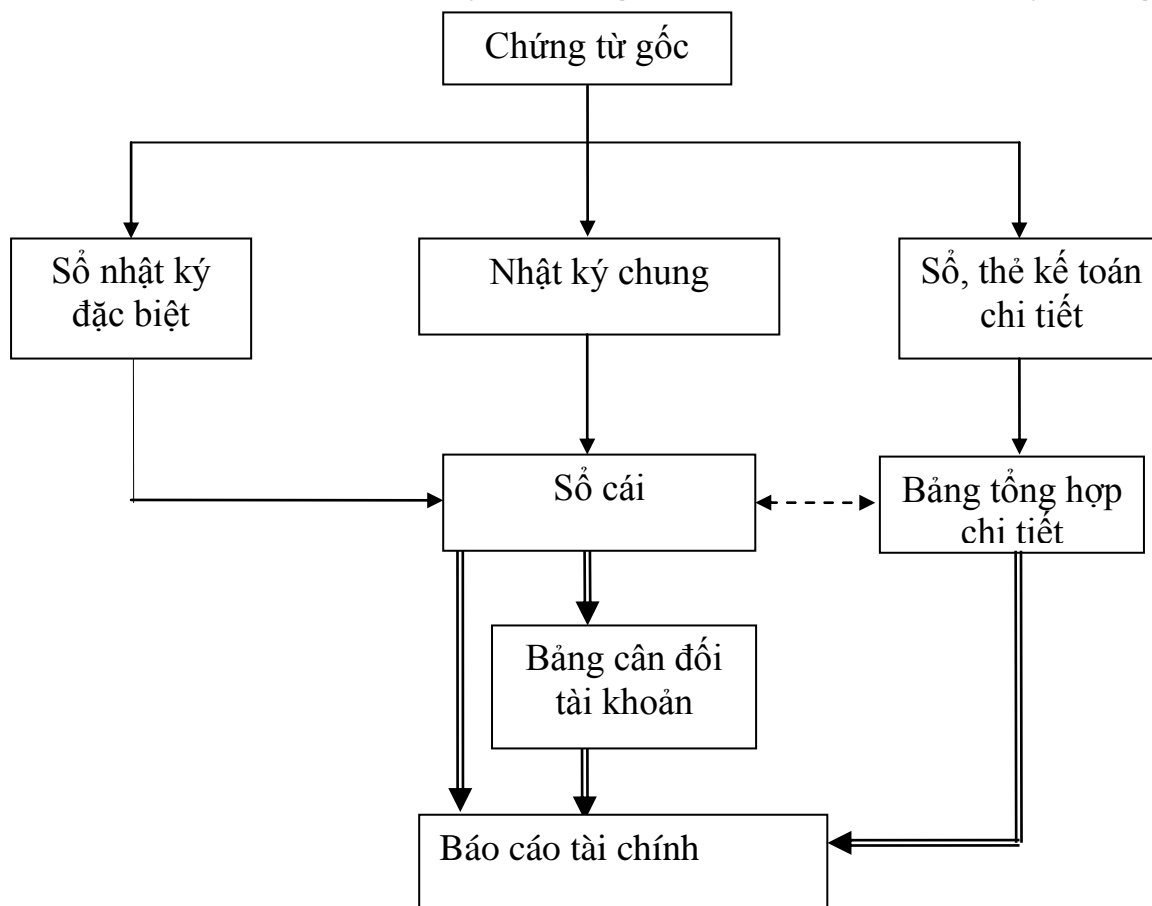 Chứng từ gốc
Sổ nhật ký
đặc biệt
Nhật ký chung
Sổ, thẻ kế toán
chi tiết
Sổ cái
Bảng tổng hợp
chi tiết
Bảng cân đối
tài khoản
Báo cáo tài chính